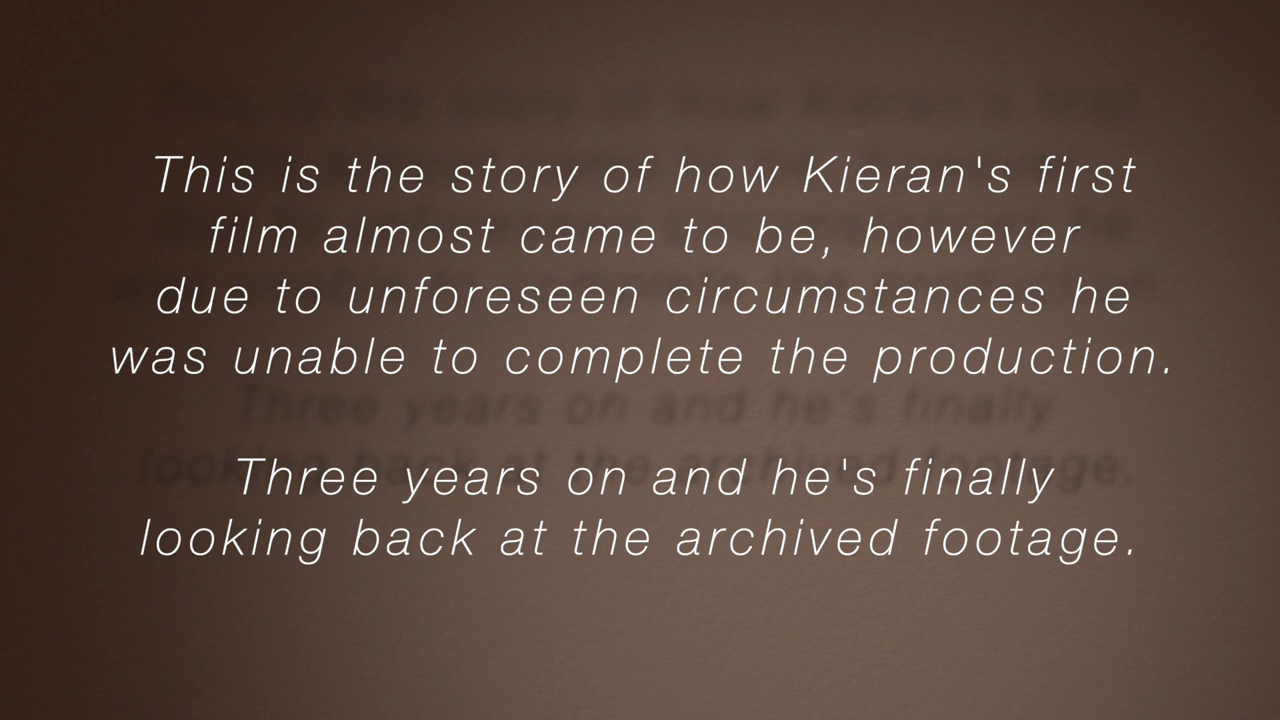 This is the story of how Kieran's first
film almost came to be, however
due to unforeseen circumstances he
was unable to complete the production.
Three years on and he's finally
looking back at the archived footage.